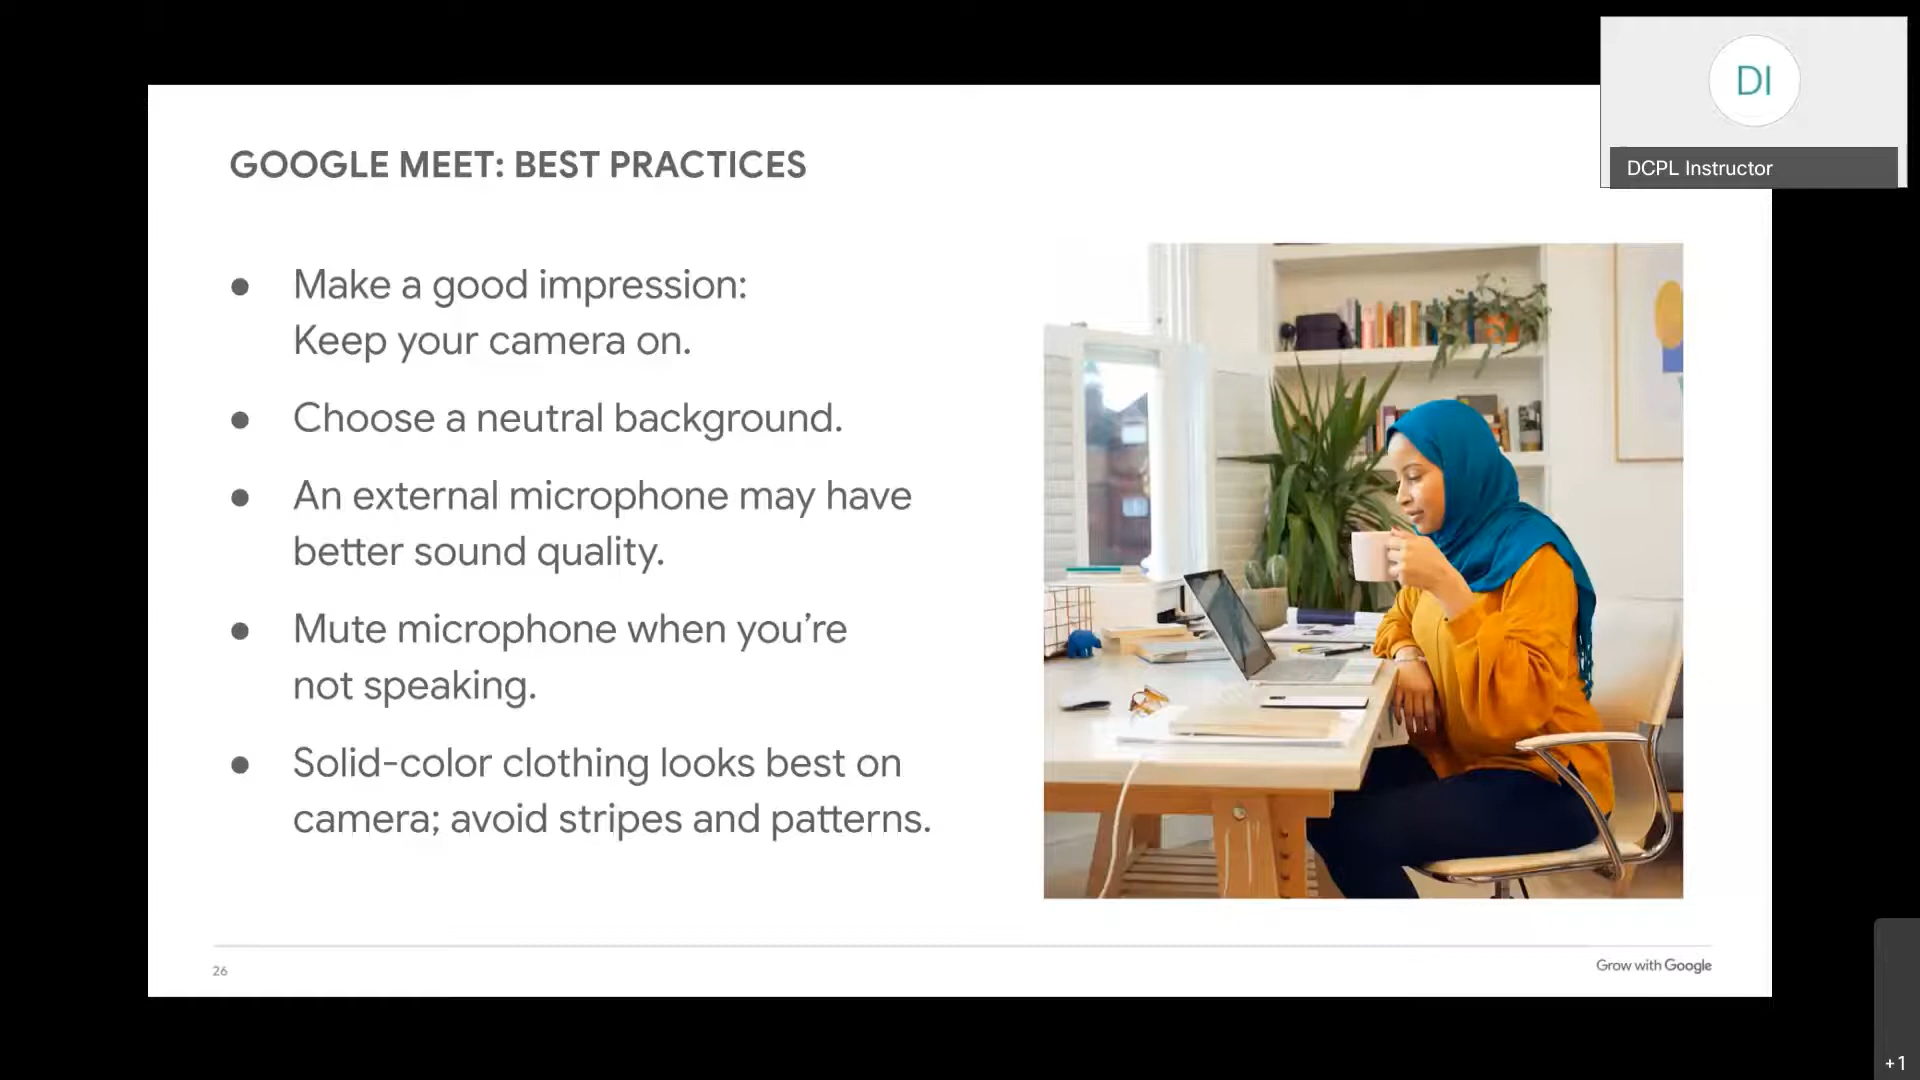 DI
DCPL Instructor
GOOGLE MEET: BEST PRACTICES
● Make a good impression:
Keep your camera on.
● Choose a neutral background.
● An external microphone may have
better sound quality.
● Mute microphone when you’re
not speaking.
● Solid-color clothing looks best on
camera; avoid stripes and patterns.
26
Grow with Google
+1